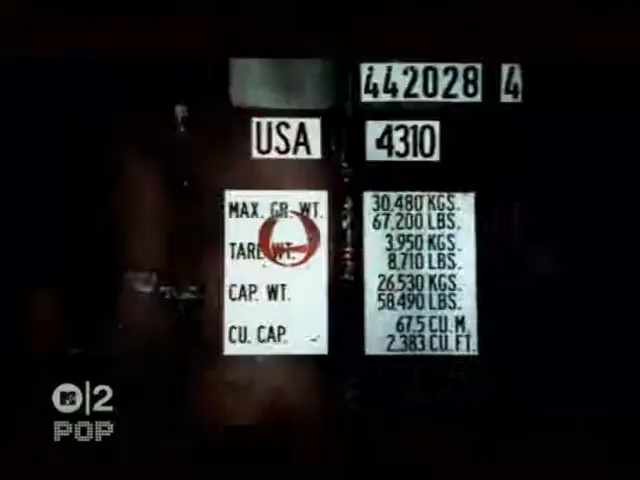 442028 4
USA 4310
MAX. GR. WT. 30,480 KGS.
67,200 LBS.
TARE WT. 3,950 KGS.
8,710 LBS.
CAP. WT. 26,530 KGS.
58,490 LBS.
CU. CAP. 67.5 CU. M.
2,383 CU. FT.
MTV 2
POP